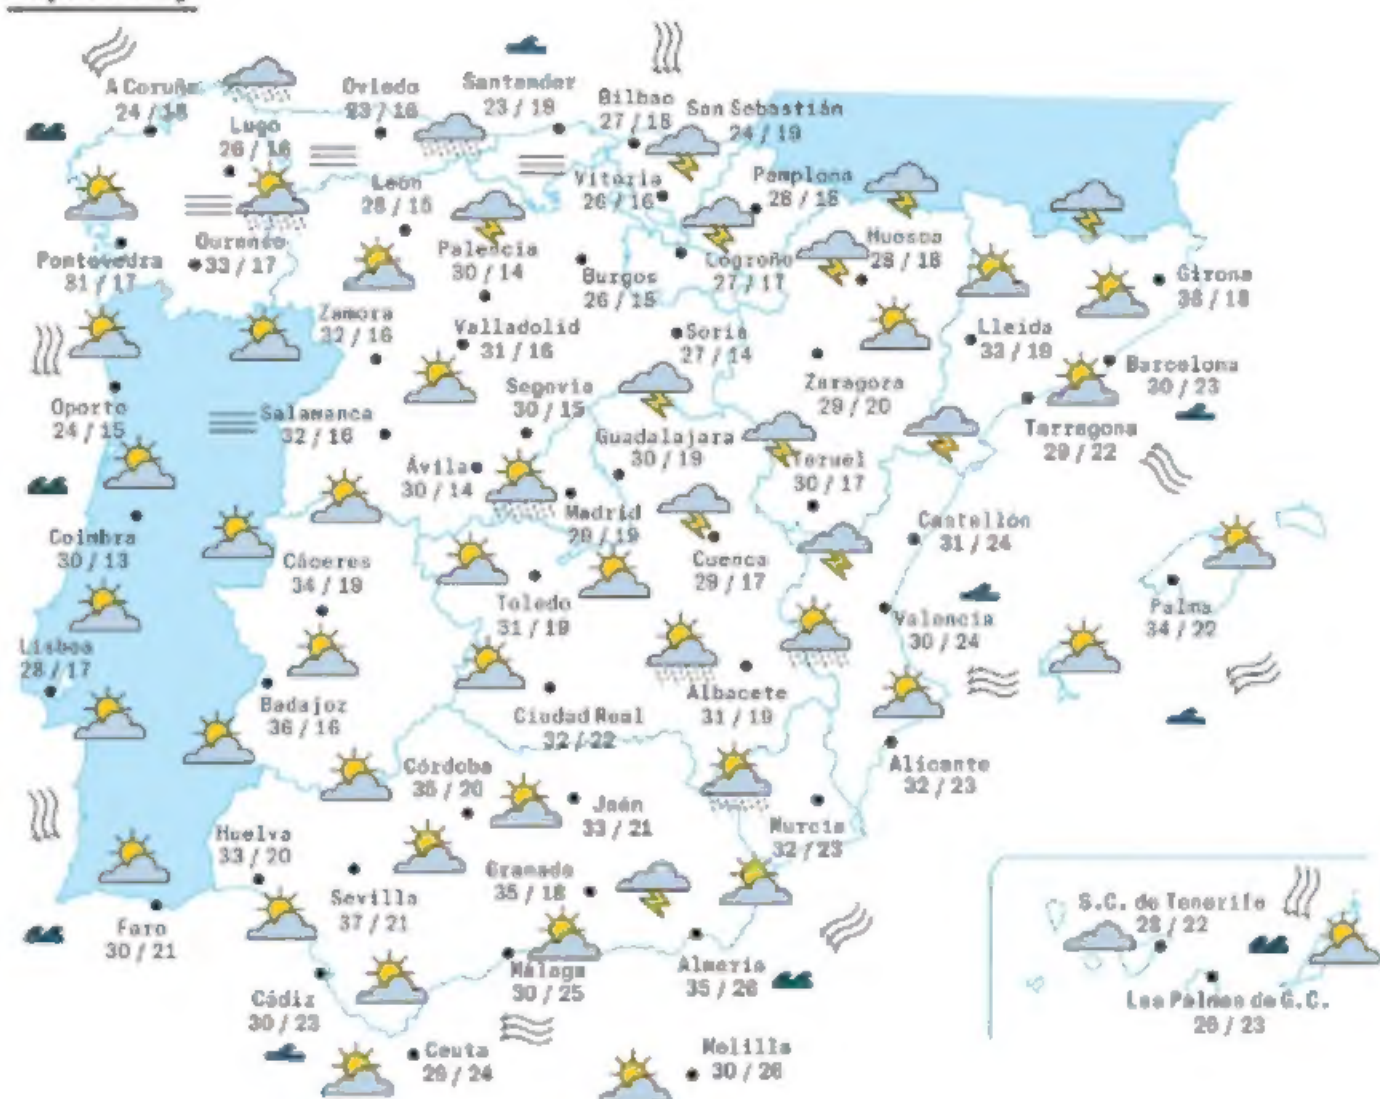 A Coruña
24 / 18
Oviedo
23 / 16
Santander
23 / 19
Bilbao
27 / 18
San Sebastián
24 / 19
Lugo
26 / 16
León
28 / 15
Vitoria
26 / 16
Pamplona
28 / 18
Pontevedra
31 / 17
Ourense
33 / 17
Palencia
30 / 14
Burgos
26 / 15
Logroño
27 / 17
Huesca
28 / 18
Girona
36 / 18
Zamora
32 / 16
Valladolid
31 / 16
Soria
27 / 14
Lleida
33 / 19
Zaragoza
29 / 20
Barcelona
30 / 23
Oporto
24 / 15
Salamanca
32 / 16
Segovia
30 / 15
Guadalajara
30 / 19
Tarragona
29 / 22
Ávila
30 / 14
Madrid
29 / 19
Teruel
30 / 17
Castellón
31 / 24
Coimbra
30 / 13
Cáceres
34 / 19
Cuenca
29 / 17
Toledo
31 / 19
Valencia
30 / 24
Palma
34 / 22
Lisboa
28 / 17
Badajoz
36 / 16
Ciudad Real
32 / 22
Albacete
31 / 19
Alicante
32 / 23
Córdoba
35 / 20
Jaén
33 / 21
Murcia
32 / 23
Huelva
33 / 20
Sevilla
37 / 21
Granada
35 / 18
Faro
30 / 21
Cádiz
30 / 23
Málaga
30 / 25
Almería
35 / 26
Ceuta
29 / 24
Melilla
30 / 26
S.C. de Tenerife
28 / 22
Las Palmas de G.C.
26 / 23